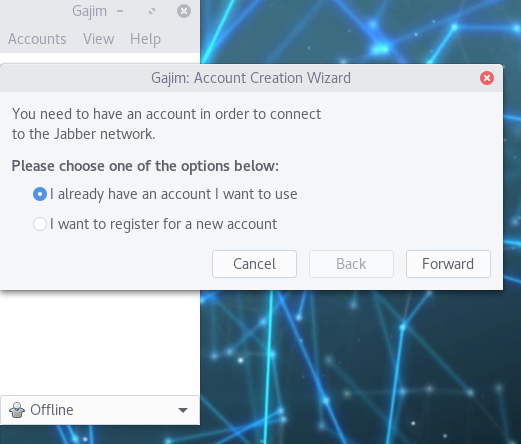 Gajim
Accounts View Help
Gajim: Account Creation Wizard
You need to have an account in order to connect
to the Jabber network.
Please choose one of the options below:
I already have an account I want to use
I want to register for a new account
Cancel Back Forward
Offline